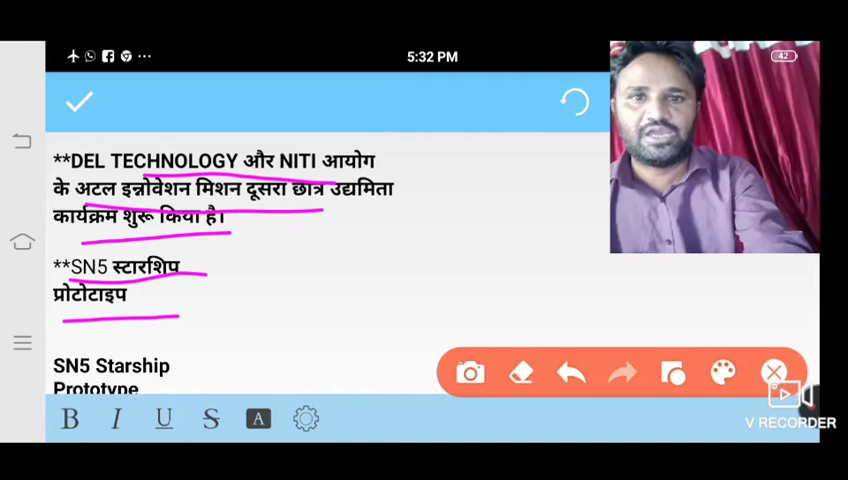 5:32 PM
42
**DEL TECHNOLOGY और NITI आयोग
के अटल इन्नोवेशन मिशन दूसरा छात्र उद्यमिता
कार्यक्रम शुरू किया है।
**SN5 स्टारशिप
प्रोटोटाइप
SN5 Starship
Prototype
B I U S A
V RECORDER